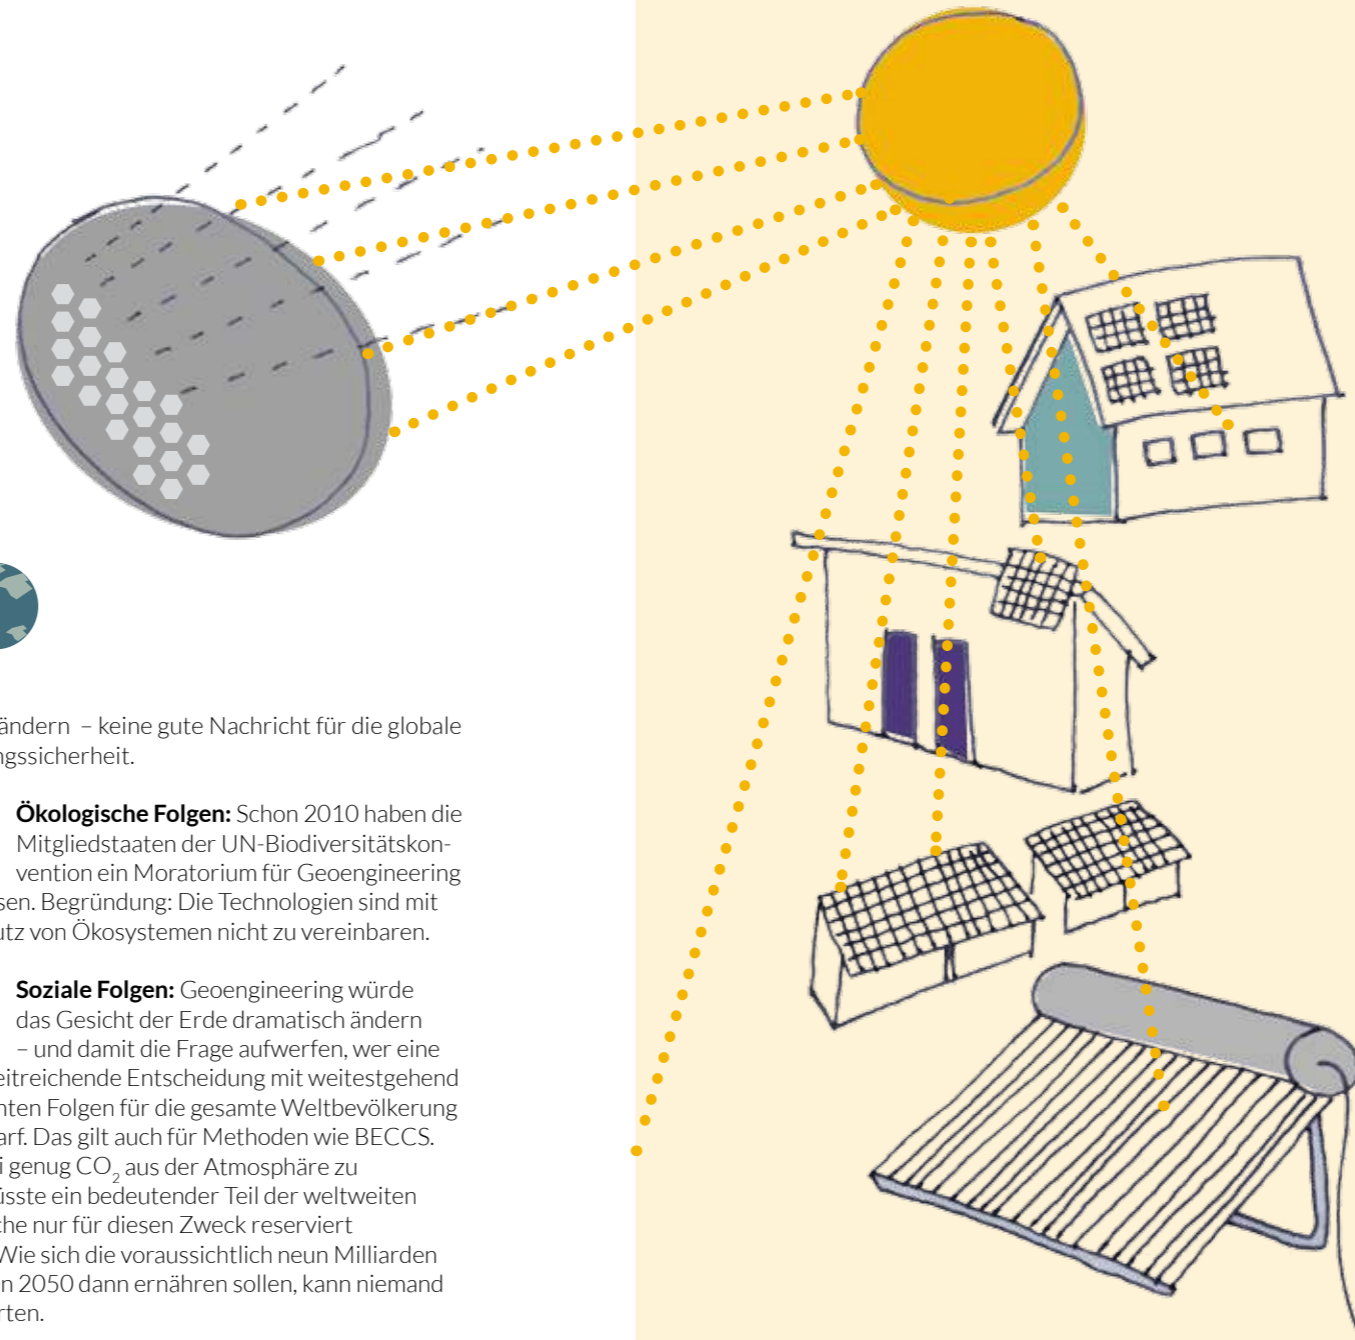 ändern – keine gute Nachricht für die globale
ngssicherheit.
Ökologische Folgen: Schon 2010 haben die
Mitgliedstaaten der UN-Biodiversitätskon-
vention ein Moratorium für Geoengineering
sen. Begründung: Die Technologien sind mit
utz von Ökosystemen nicht zu vereinbaren.
Soziale Folgen: Geoengineering würde
das Gesicht der Erde dramatisch ändern
– und damit die Frage aufwerfen, wer eine
eitreichende Entscheidung mit weitestgehend
nten Folgen für die gesamte Weltbevölkerung
arf. Das gilt auch für Methoden wie BECCS.
i genug CO₂ aus der Atmosphäre zu
üsste ein bedeutender Teil der weltweiten
che nur für diesen Zweck reserviert
Wie sich die voraussichtlich neun Milliarden
n 2050 dann ernähren sollen, kann niemand
rten.